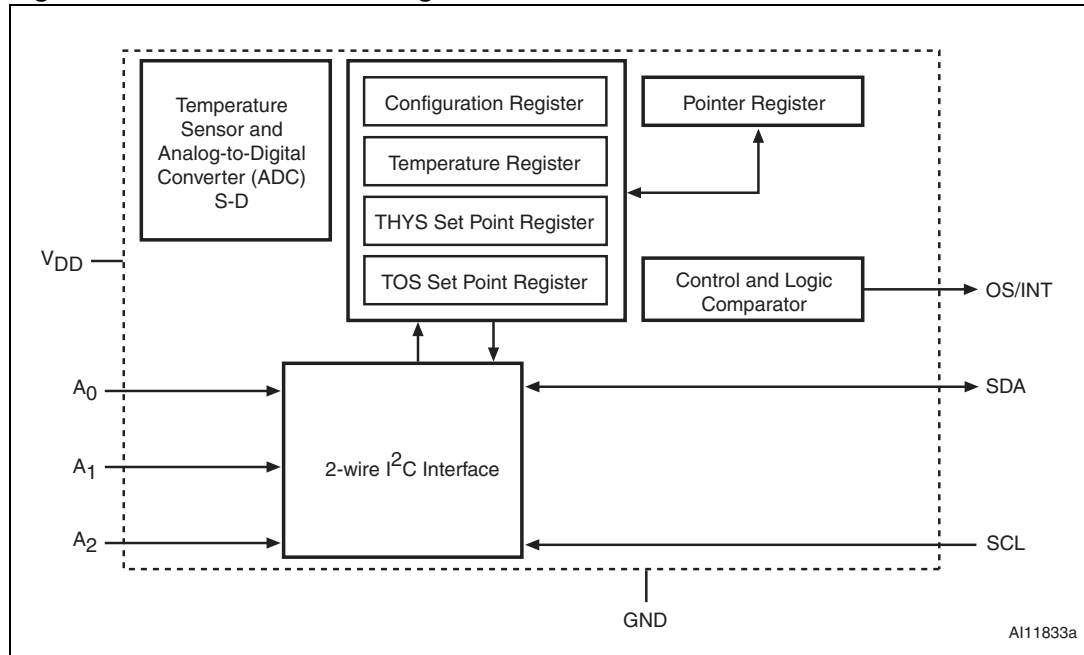 Temperature
Sensor and
Analog-to-Digital
Converter (ADC)
S-D
Configuration Register
Temperature Register
THYS Set Point Register
TOS Set Point Register
Pointer Register
Control and Logic
Comparator
VDD
OS/INT
A0
SDA
A1
2-wire I2C Interface
A2
SCL
GND
AI11833a